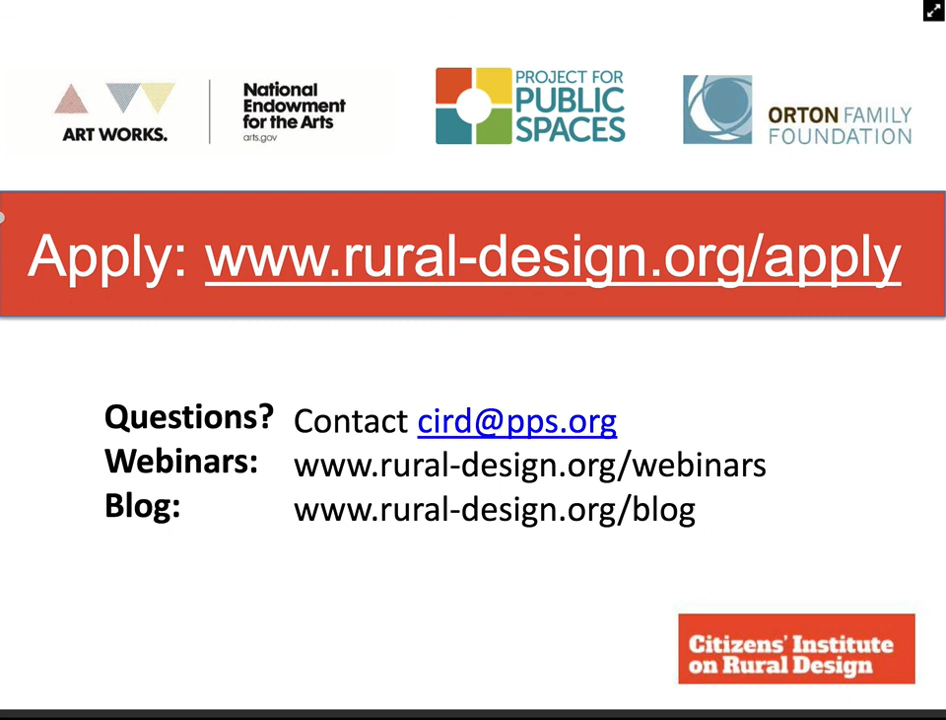 ART WORKS.
National
Endowment
for the Arts
arts.gov
PROJECT FOR
PUBLIC
SPACES
ORTON FAMILY
FOUNDATION
Apply: www.rural-design.org/apply
Questions? Contact cird@pps.org
Webinars: www.rural-design.org/webinars
Blog: www.rural-design.org/blog
Citizens' Institute
on Rural Design